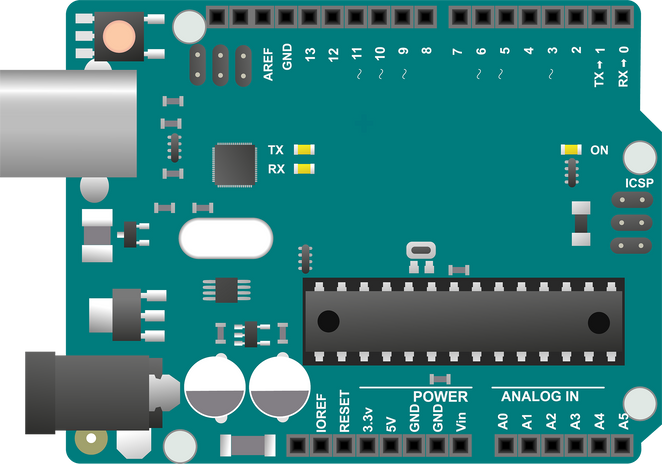 AREF
GND
13
12
~11
~10
~9
8
7
~6
~5
4
~3
2
TX→1
RX→0
TX
RX
ON
ICSP
POWER
ANALOG IN
IOREF
RESET
3.3v
5V
GND
GND
Vin
A0
A1
A2
A3
A4
A5